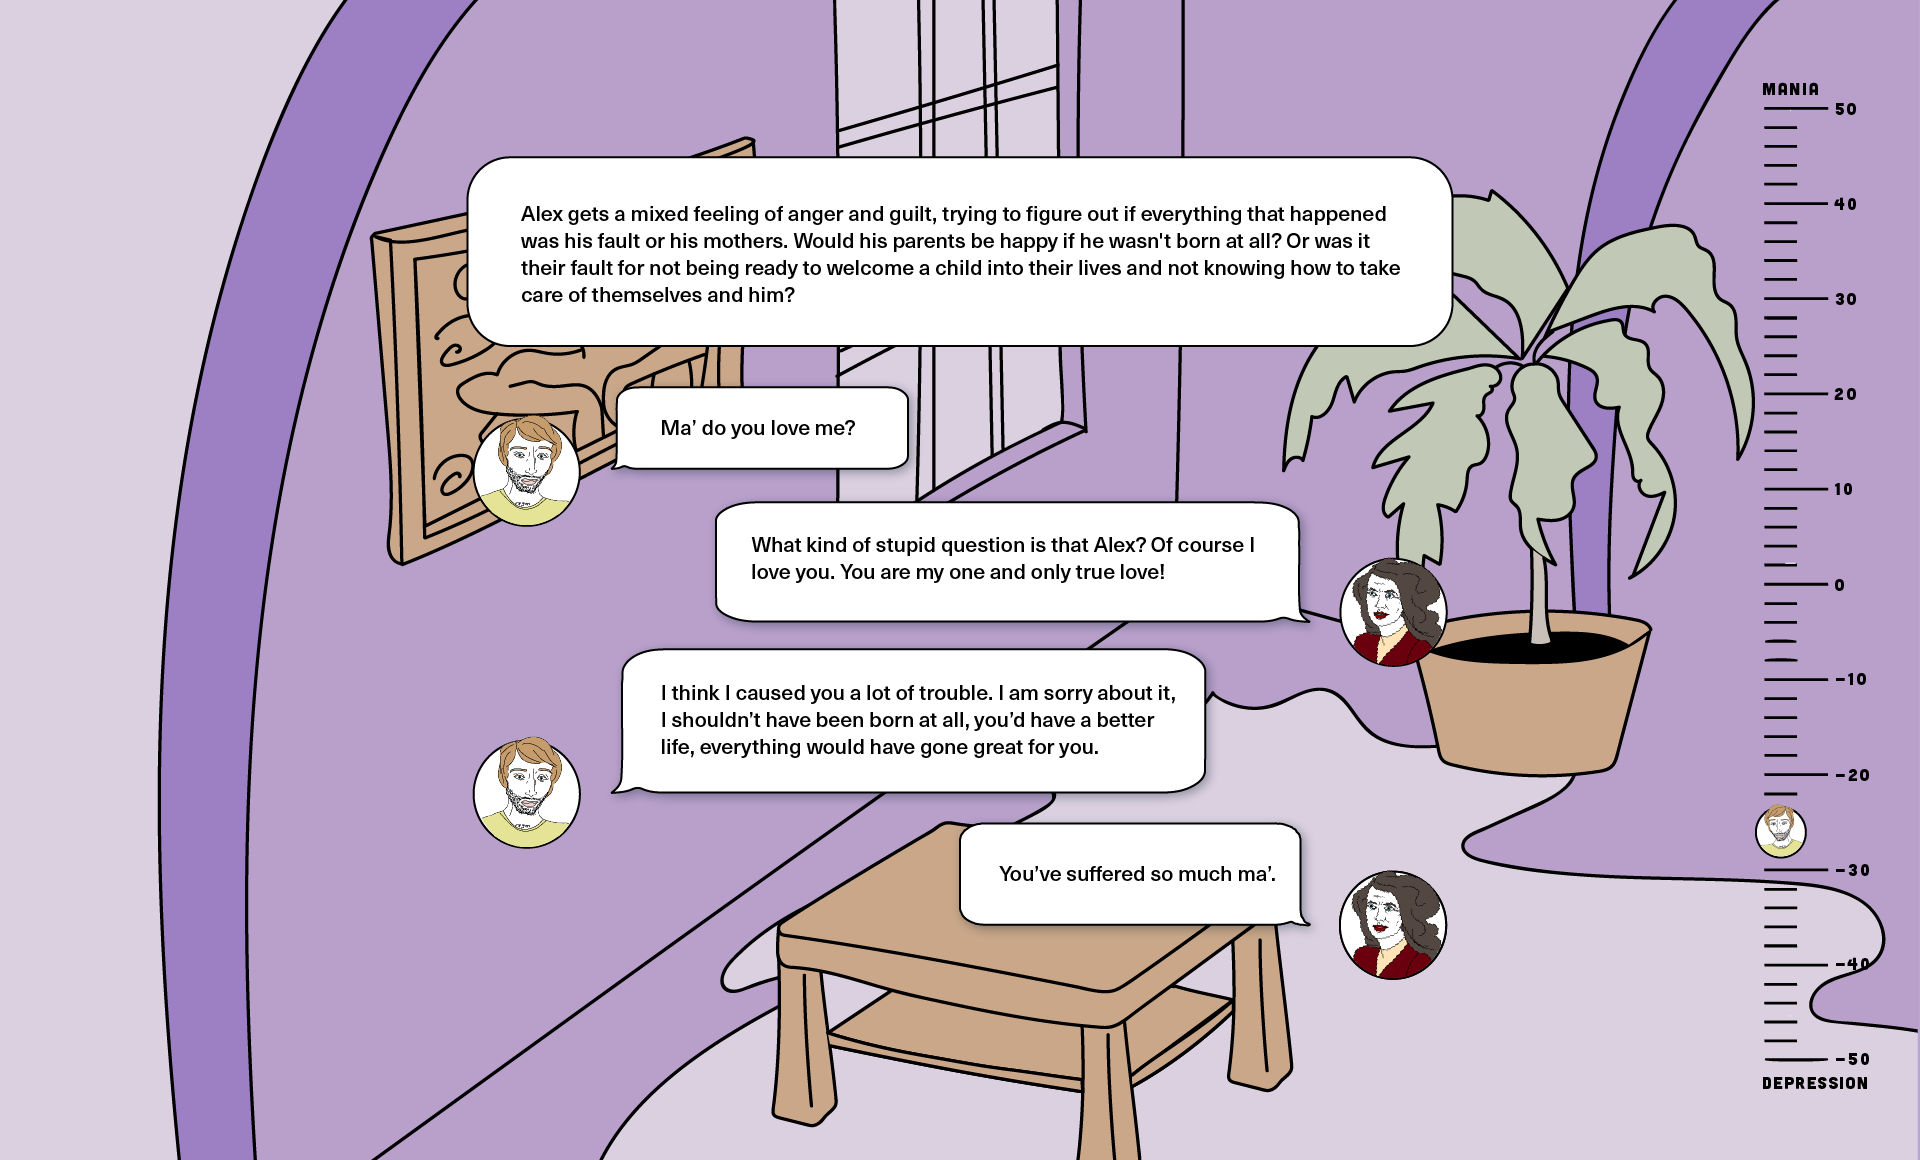 MANIA
50
Alex gets a mixed feeling of anger and guilt, trying to figure out if everything that happened
was his fault or his mothers. Would his parents be happy if he wasn't born at all? Or was it
their fault for not being ready to welcome a child into their lives and not knowing how to take
care of themselves and him?
40
30
20
Ma’ do you love me?
10
What kind of stupid question is that Alex? Of course I
love you. You are my one and only true love!
0
-10
I think I caused you a lot of trouble. I am sorry about it,
I shouldn’t have been born at all, you’d have a better
life, everything would have gone great for you.
-20
-30
You’ve suffered so much ma’.
-40
-50
DEPRESSION